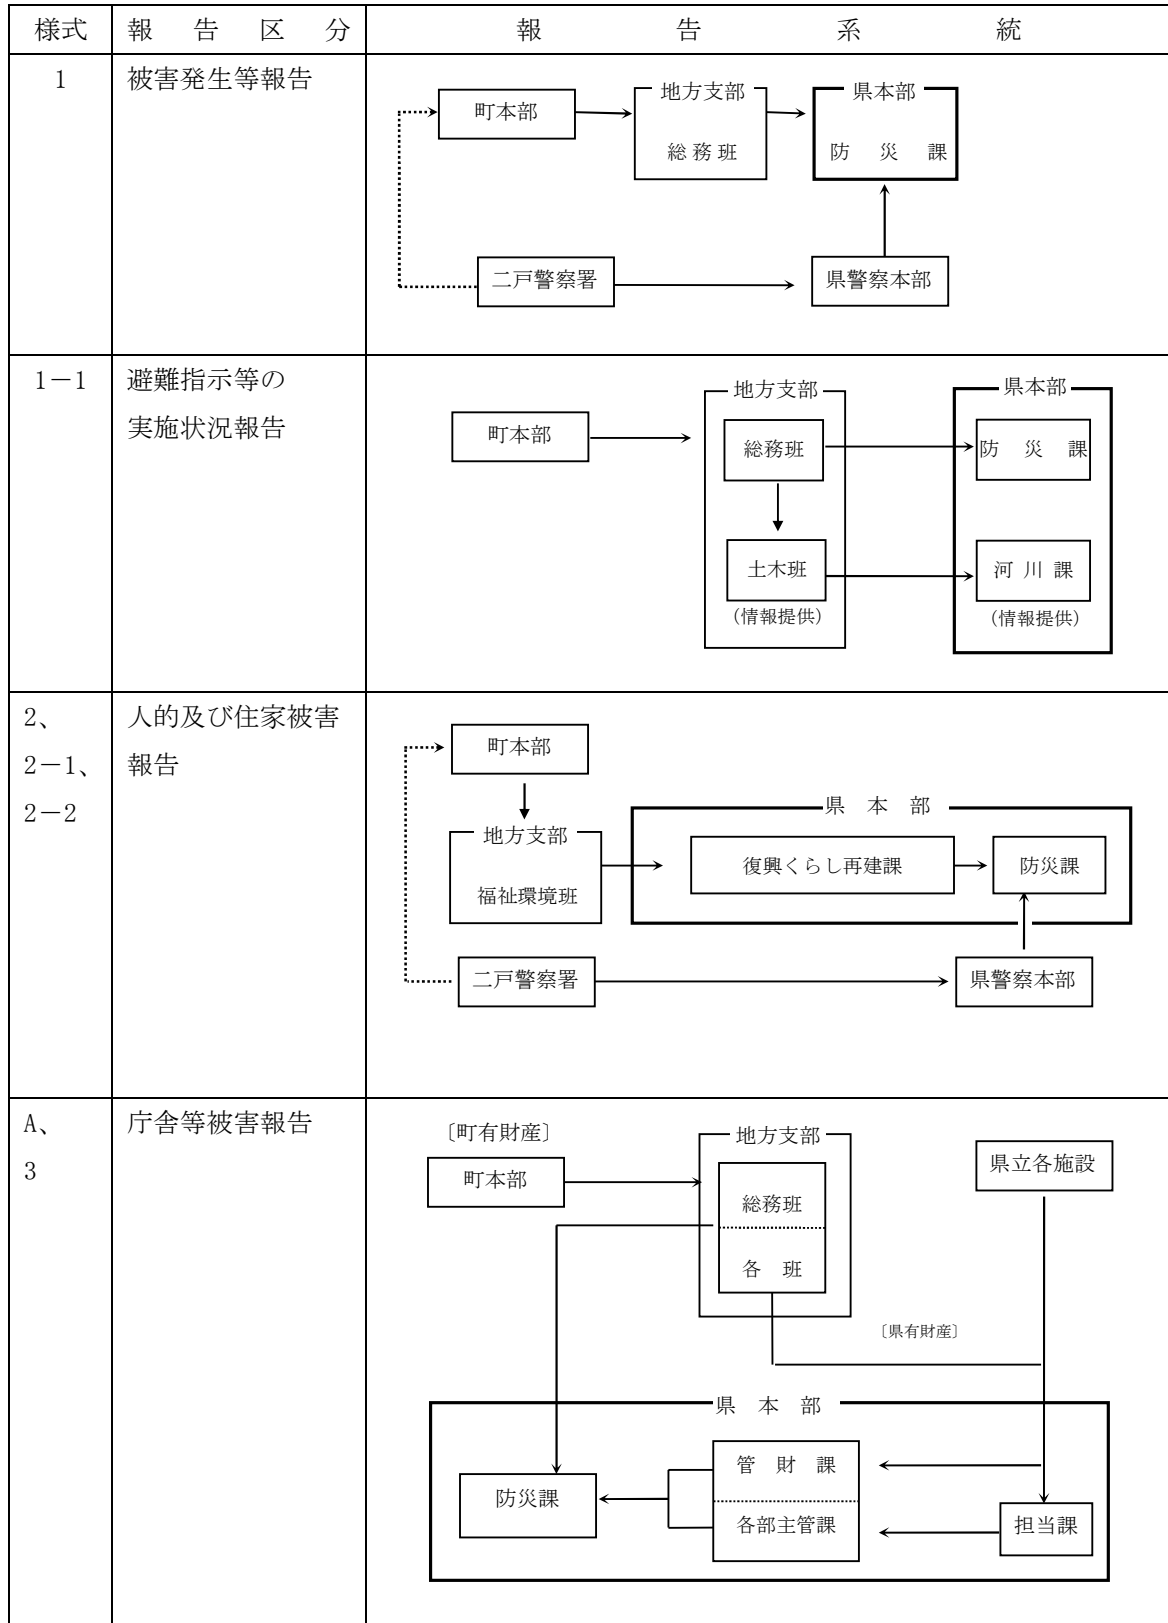 様式 報告区分 報告系統
1 被害発生等報告
町本部 地方支部 県本部
総務班 防災課
二戸警察署 県警察本部
1－1 避難指示等の
実施状況報告
地方支部 県本部
町本部 総務班 防災課
土木班 河川課
（情報提供） （情報提供）
2、 人的及び住家被害
2－1、 報告
2－2
町本部
県本部
地方支部
福祉環境班 復興くらし再建課 防災課
二戸警察署 県警察本部
A、 庁舎等被害報告
3
〔町有財産〕 地方支部
町本部 総務班 県立各施設
各班
〔県有財産〕
県本部
管財課
防災課 各部主管課 担当課